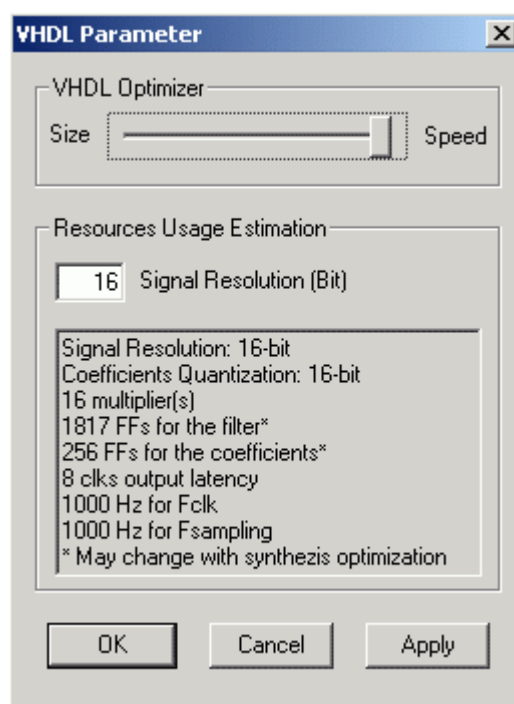 VHDL Parameter
VHDL Optimizer
Size Speed
Resources Usage Estimation
16 Signal Resolution (Bit)
Signal Resolution: 16-bit
Coefficients Quantization: 16-bit
16 multiplier(s)
1817 FFs for the filter*
256 FFs for the coefficients*
8 clks output latency
1000 Hz for Fclk
1000 Hz for Fsampling
* May change with synthezis optimization
OK Cancel Apply